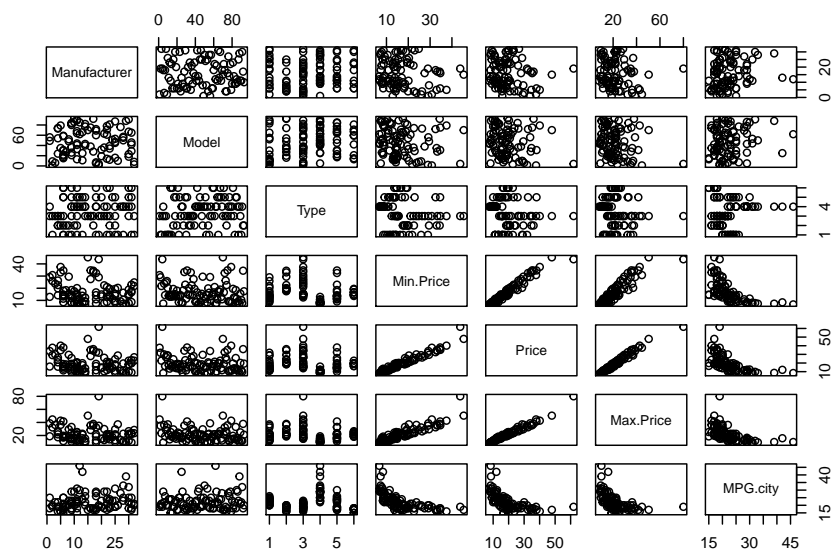 0 40 80 10 30 20 60
Manufacturer 0 20
0 60 Model
Type 1 4
10 40 Min.Price
Price 10 50
20 80 Max.Price
MPG.city 15 40
0 10 25 1 3 5 10 30 50 15 30 45